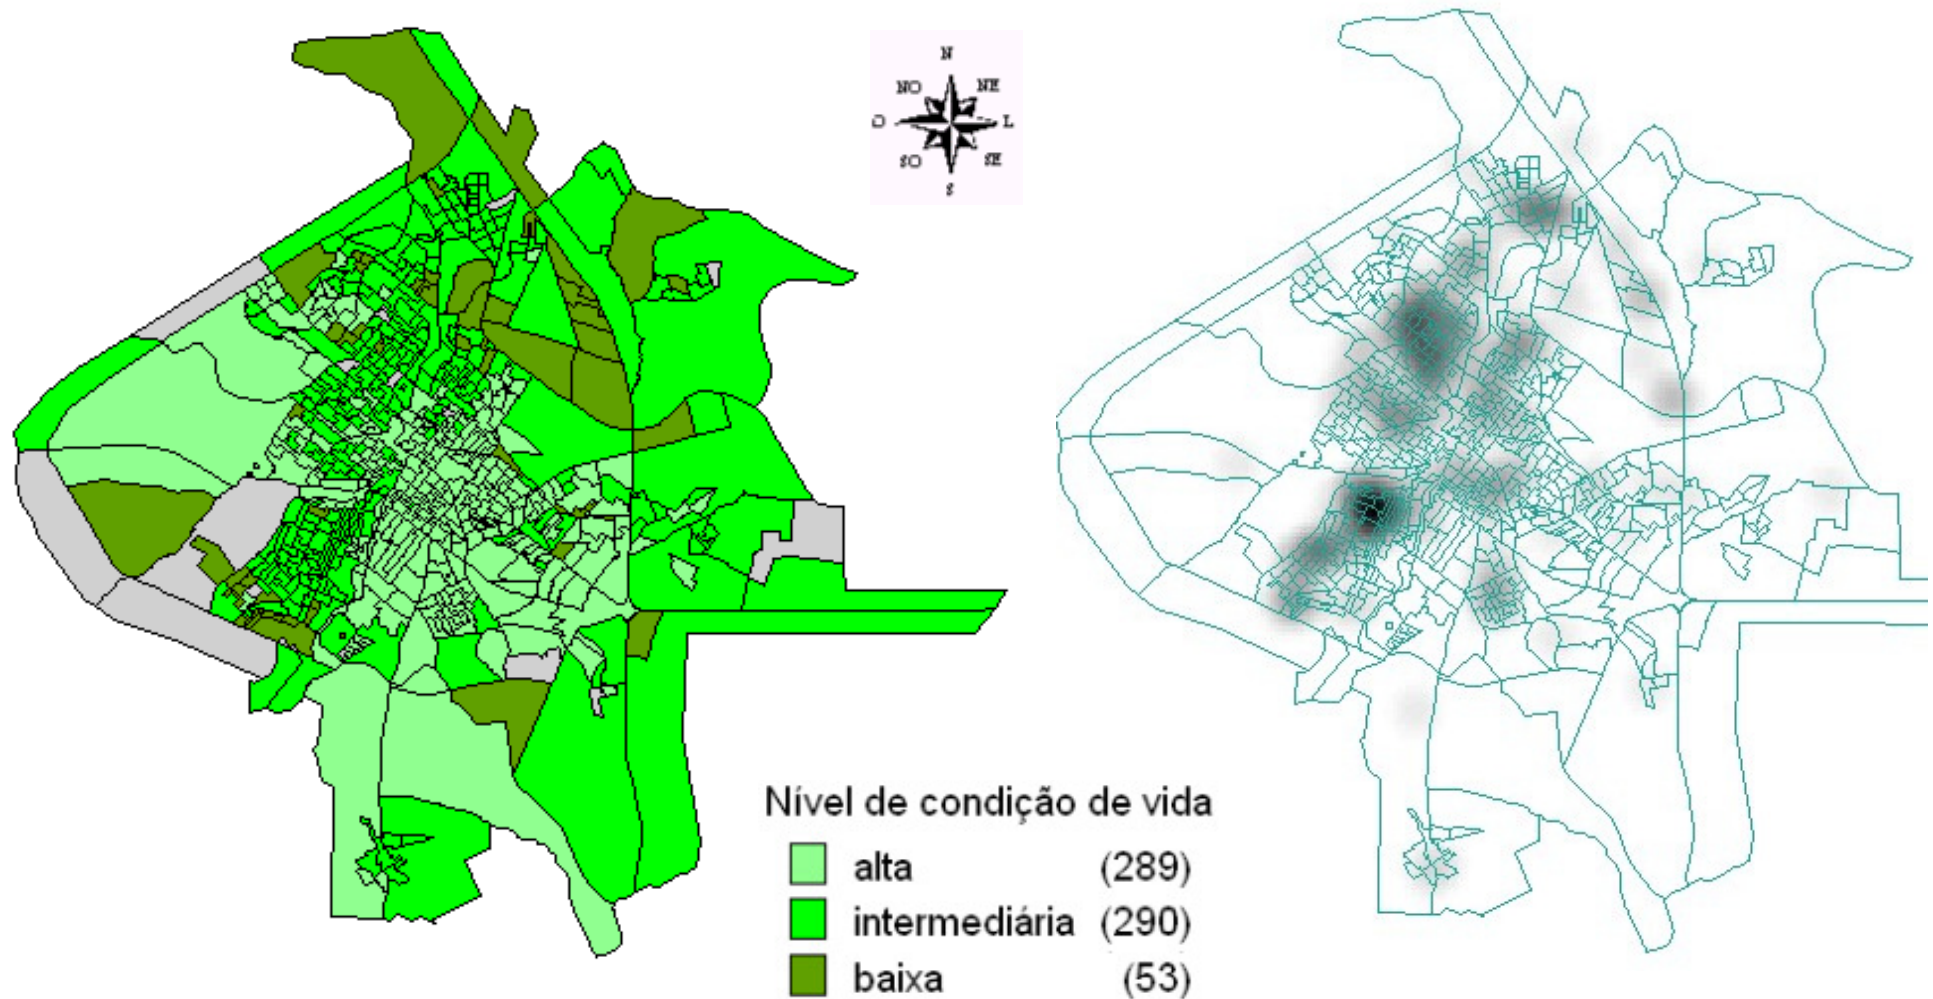 N
NO NE
O L
SO SE
S
Nível de condição de vida
alta (289)
intermediária (290)
baixa (53)